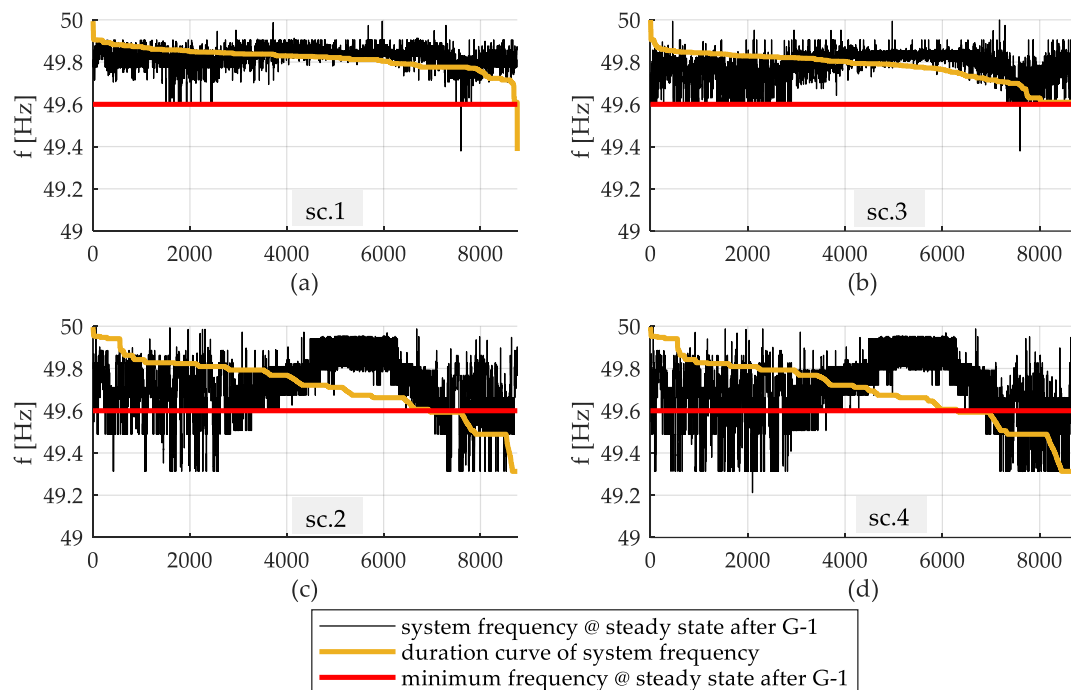 50
49.8
49.6
49.4
49.2
49
f [Hz]
sc.1
0 2000 4000 6000 8000
(a)
50
49.8
49.6
49.4
49.2
49
f [Hz]
sc.3
0 2000 4000 6000 8000
(b)
50
49.8
49.6
49.4
49.2
49
f [Hz]
sc.2
0 2000 4000 6000 8000
(c)
50
49.8
49.6
49.4
49.2
49
f [Hz]
sc.4
0 2000 4000 6000 8000
(d)
system frequency @ steady state after G-1
duration curve of system frequency
minimum frequency @ steady state after G-1